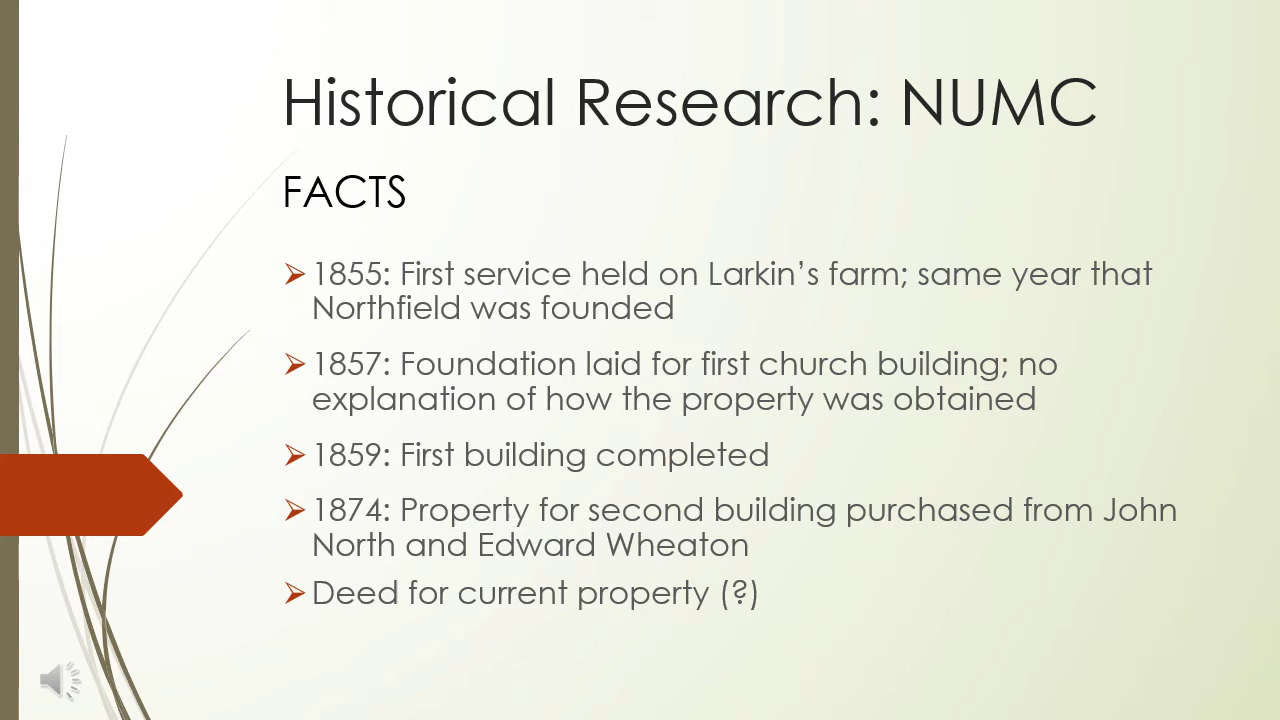 Historical Research: NUMC
FACTS
➢1855: First service held on Larkin’s farm; same year that
Northfield was founded
➢1857: Foundation laid for first church building; no
explanation of how the property was obtained
➢1859: First building completed
➢1874: Property for second building purchased from John
North and Edward Wheaton
➢Deed for current property (?)